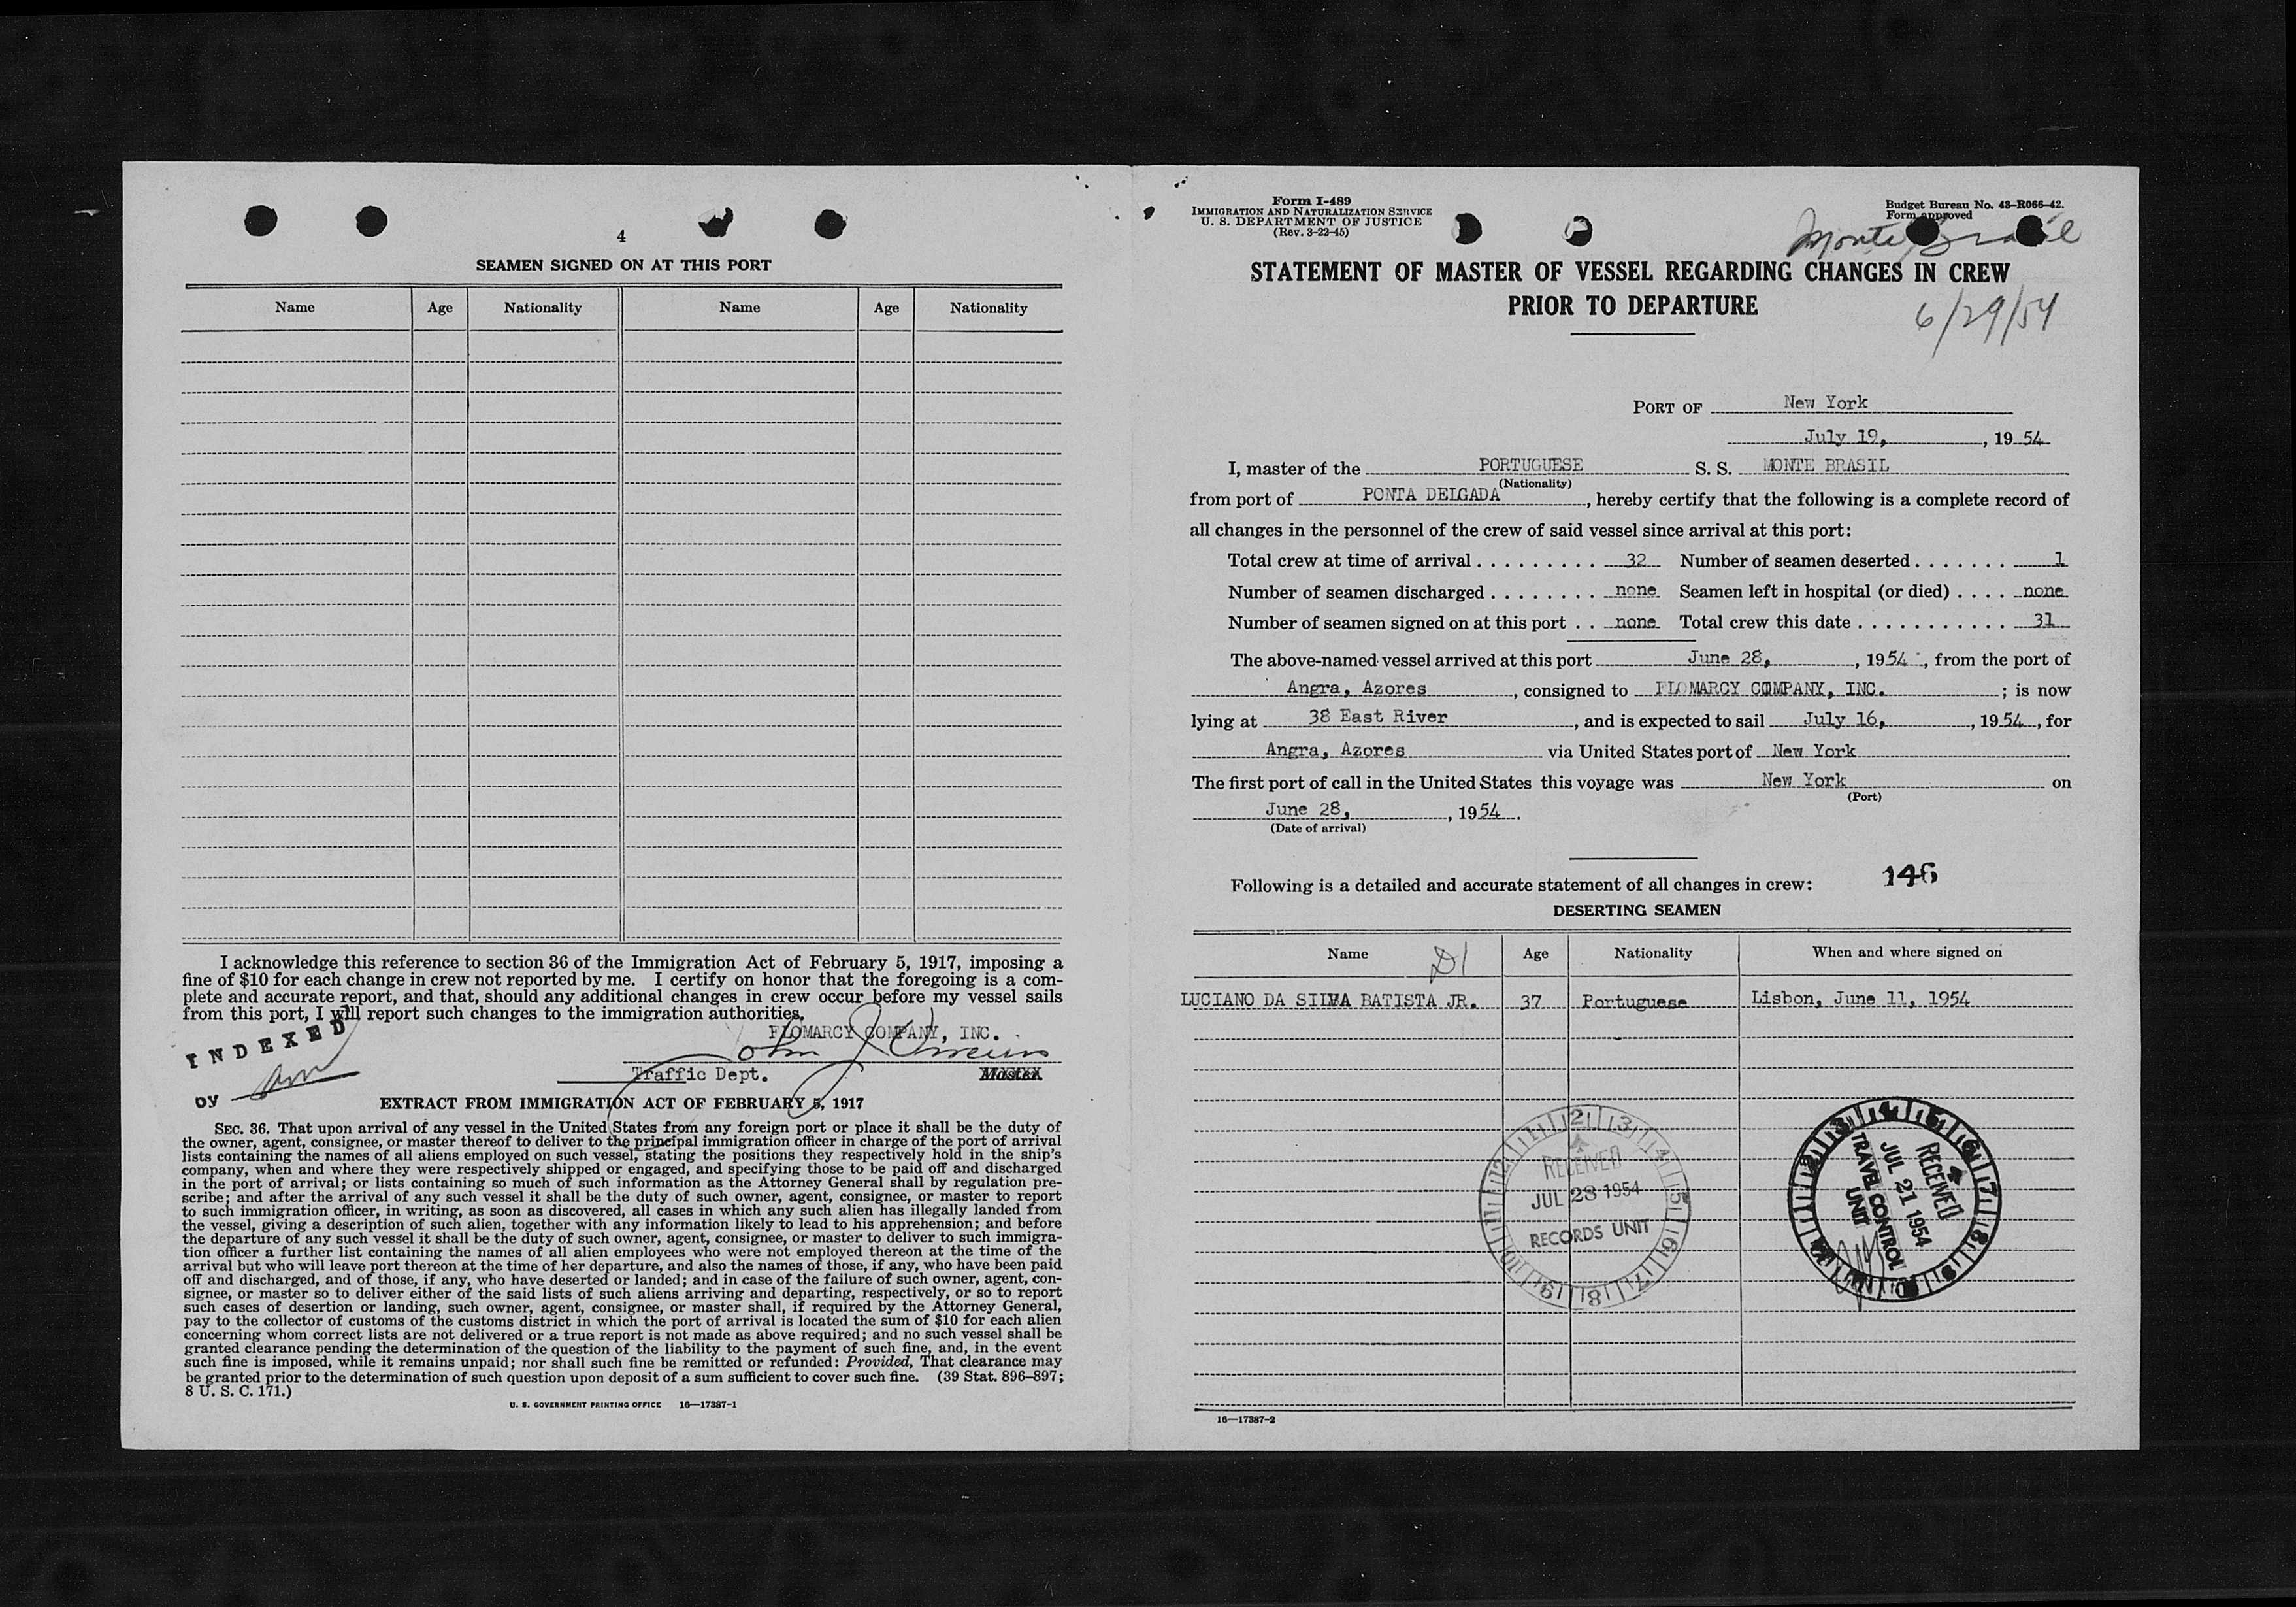 4
SEAMEN SIGNED ON AT THIS PORT
Name Age Nationality Name Age Nationality
I acknowledge this reference to section 36 of the Immigration Act of February 5, 1917, imposing a
fine of $10 for each change in crew not reported by me. I certify on honor that the foregoing is a com-
plete and accurate report, and that, should any additional changes in crew occur before my vessel sails
from this port, I will report such changes to the immigration authorities.
INDEXED
by
FLOMARCY COMPANY, INC.
John J
Traffic Dept. Master.
EXTRACT FROM IMMIGRATION ACT OF FEBRUARY 5, 1917
SEC. 36. That upon arrival of any vessel in the United States from any foreign port or place it shall be the duty of
the owner, agent, consignee, or master thereof to deliver to the principal immigration officer in charge of the port of arrival
lists containing the names of all aliens employed on such vessel, stating the positions they respectively hold in the ship's
company, when and where they were respectively shipped or engaged, and specifying those to be paid off and discharged
in the port of arrival; or lists containing so much of such information as the Attorney General shall by regulation pre-
scribe; and after the arrival of any such vessel it shall be the duty of such owner, agent, consignee, or master to report
to such immigration officer, in writing, as soon as discovered, all cases in which any such alien has illegally landed from
the vessel, giving a description of such alien, together with any information likely to lead to his apprehension; and before
the departure of any such vessel it shall be the duty of such owner, agent, consignee, or master to deliver to such immigra-
tion officer a further list containing the names of all alien employees who were not employed thereon at the time of the
arrival but who will leave port thereon at the time of her departure, and also the names of those, if any, who have been paid
off and discharged, and of those, if any, who have deserted or landed; and in case of the failure of such owner, agent, con-
signee, or master so to deliver either of the said lists of such aliens arriving and departing, respectively, or so to report
such cases of desertion or landing, such owner, agent, consignee, or master shall, if required by the Attorney General,
pay to the collector of customs of the customs district in which the port of arrival is located the sum of $10 for each alien
concerning whom correct lists are not delivered or a true report is not made as above required; and no such vessel shall be
granted clearance pending the determination of the question of the liability to the payment of such fine, and, in the event
such fine is imposed, while it remains unpaid; nor shall such fine be remitted or refunded: Provided, That clearance may
be granted prior to the determination of such question upon deposit of a sum sufficient to cover such fine. (39 Stat. 896–897;
8 U. S. C. 171.)
U. S. GOVERNMENT PRINTING OFFICE 16—17387-1
Form I-489
IMMIGRATION AND NATURALIZATION SERVICE
U. S. DEPARTMENT OF JUSTICE
(Rev. 3-22-45)
Budget Bureau No. 43-R066-42.
Form approved
Monte Brasil
STATEMENT OF MASTER OF VESSEL REGARDING CHANGES IN CREW
PRIOR TO DEPARTURE
6/29/54
PORT OF New York
July 19, , 19 54
I, master of the PORTUGUESE S. S. MONTE BRASIL
(Nationality)
from port of PONTA DELGADA , hereby certify that the following is a complete record of
all changes in the personnel of the crew of said vessel since arrival at this port:
Total crew at time of arrival . . . . . . . . . 32 Number of seamen deserted . . . . . . . 1
Number of seamen discharged . . . . . . . . none Seamen left in hospital (or died) . . . . none
Number of seamen signed on at this port . . none Total crew this date . . . . . . . . . . . 31
The above-named vessel arrived at this port June 28, , 1954 , from the port of
Angra, Azores , consigned to FLOMARCY COMPANY, INC. ; is now
lying at 38 East River , and is expected to sail July 16, , 1954 , for
Angra, Azores via United States port of New York
The first port of call in the United States this voyage was New York on
(Port)
June 28, , 1954 .
(Date of arrival)
Following is a detailed and accurate statement of all changes in crew: 146
DESERTING SEAMEN
Name D1 Age Nationality When and where signed on
LUCIANO DA SILVA BATISTA JR. 37 Portuguese Lisbon, June 11, 1954
RECEIVED
JUL 28 1954
RECORDS UNIT
RECEIVED
JUL 21 1954
TRAVEL CONTROL
UNIT
16—17387-2